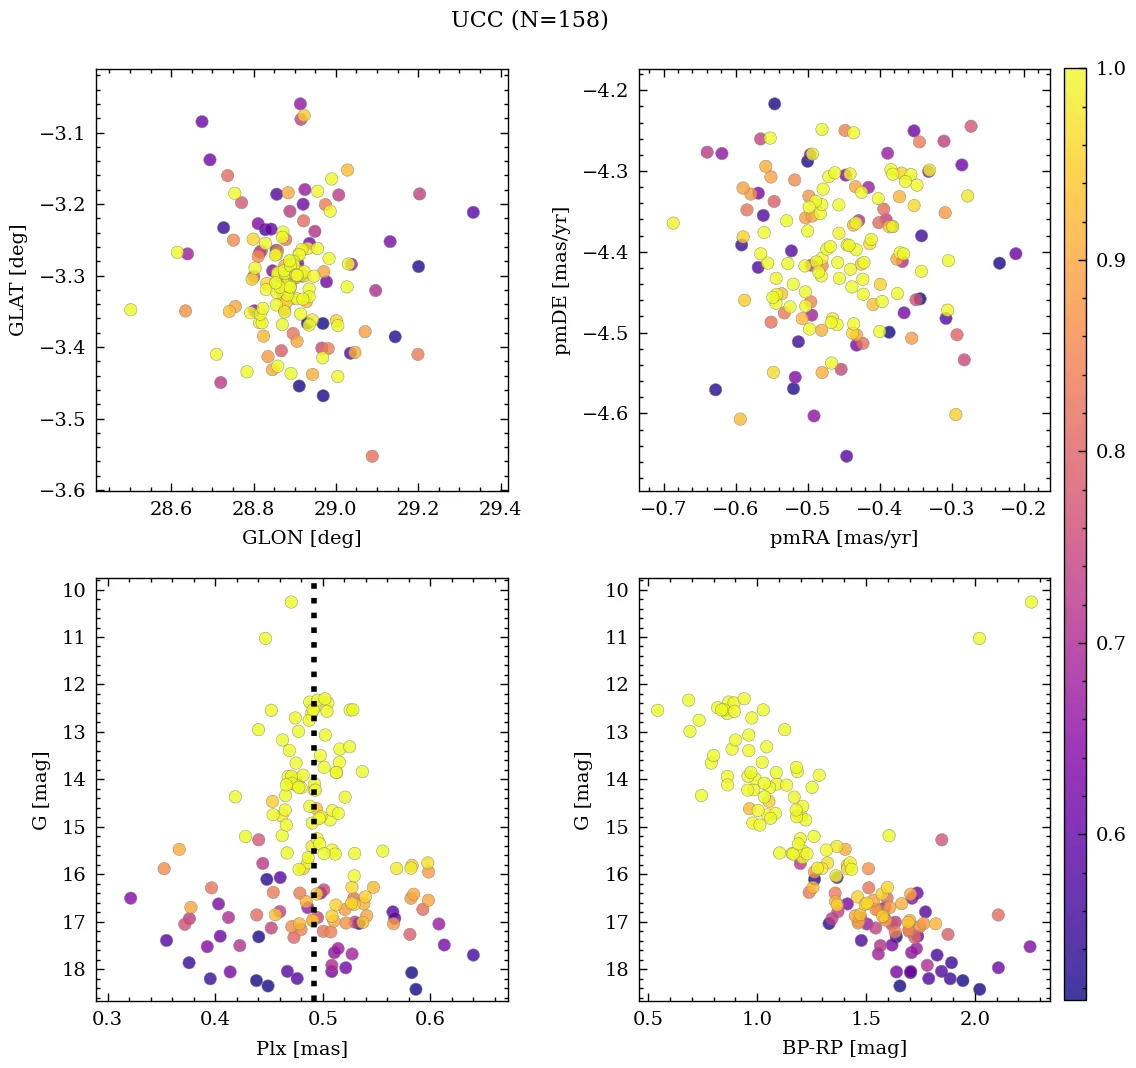 UCC (N=158)
−3.1
−3.2
−3.3
−3.4
−3.5
−3.6
GLAT [deg]
28.6 28.8 29.0 29.2 29.4
GLON [deg]
−4.2
−4.3
−4.4
−4.5
−4.6
pmDE [mas/yr]
−0.7 −0.6 −0.5 −0.4 −0.3 −0.2
pmRA [mas/yr]
10
11
12
13
14
15
16
17
18
G [mag]
0.3 0.4 0.5 0.6
Plx [mas]
10
11
12
13
14
15
16
17
18
G [mag]
0.5 1.0 1.5 2.0
BP-RP [mag]
1.0
0.9
0.8
0.7
0.6